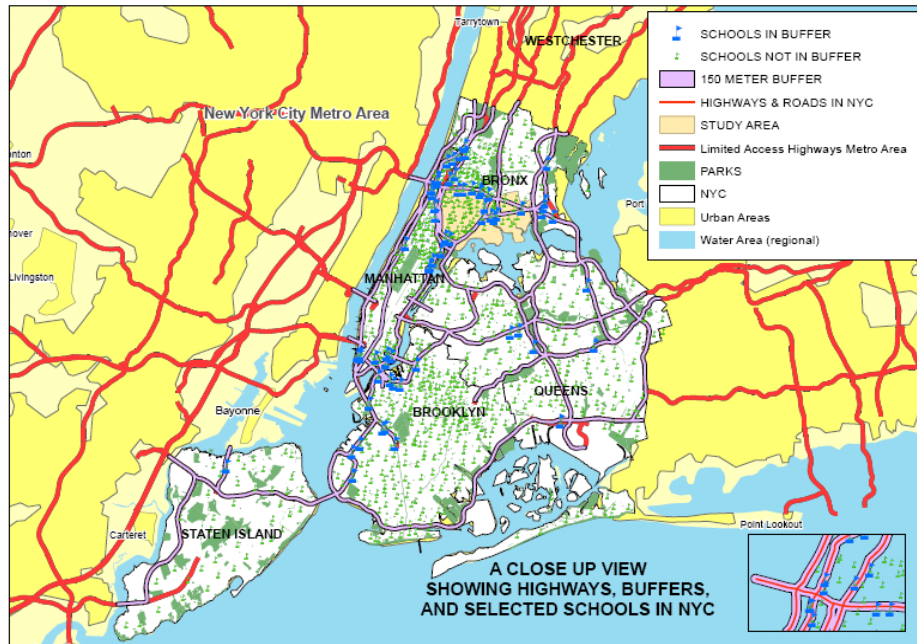 Tarrytown
WESTCHESTER
New York City Metro Area
BRONX
Port
Livingston
MANHATTAN
QUEENS
BROOKLYN
Bayonne
STATEN ISLAND
Carteret
Point Lookout
A CLOSE UP VIEW
SHOWING HIGHWAYS, BUFFERS,
AND SELECTED SCHOOLS IN NYC
SCHOOLS IN BUFFER
SCHOOLS NOT IN BUFFER
150 METER BUFFER
HIGHWAYS & ROADS IN NYC
STUDY AREA
Limited Access Highways Metro Area
PARKS
NYC
Urban Areas
Water Area (regional)